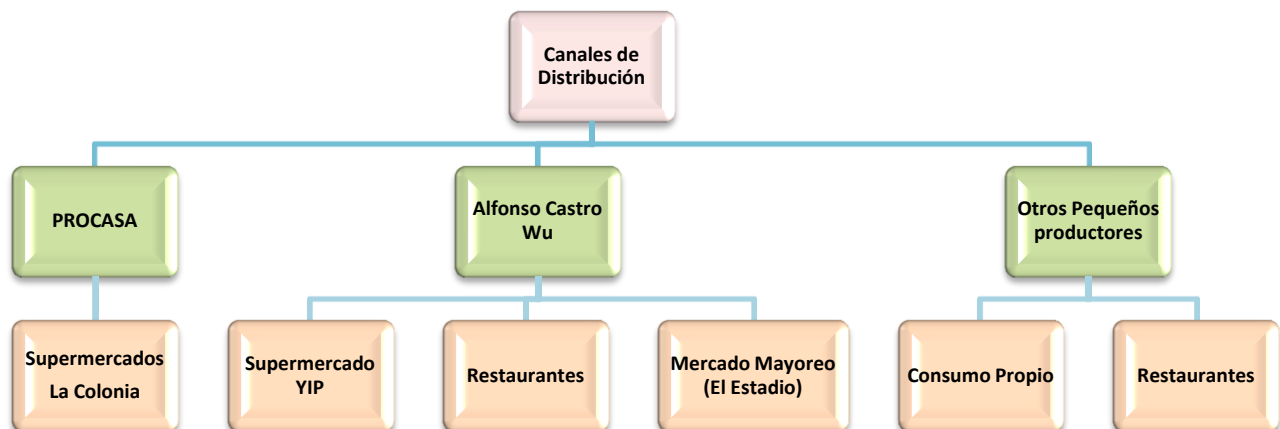 Canales de
Distribución
PROCASA
Alfonso Castro
Wu
Otros Pequeños
productores
Supermercados
La Colonia
Supermercado
YIP
Restaurantes
Mercado Mayoreo
(El Estadio)
Consumo Propio
Restaurantes